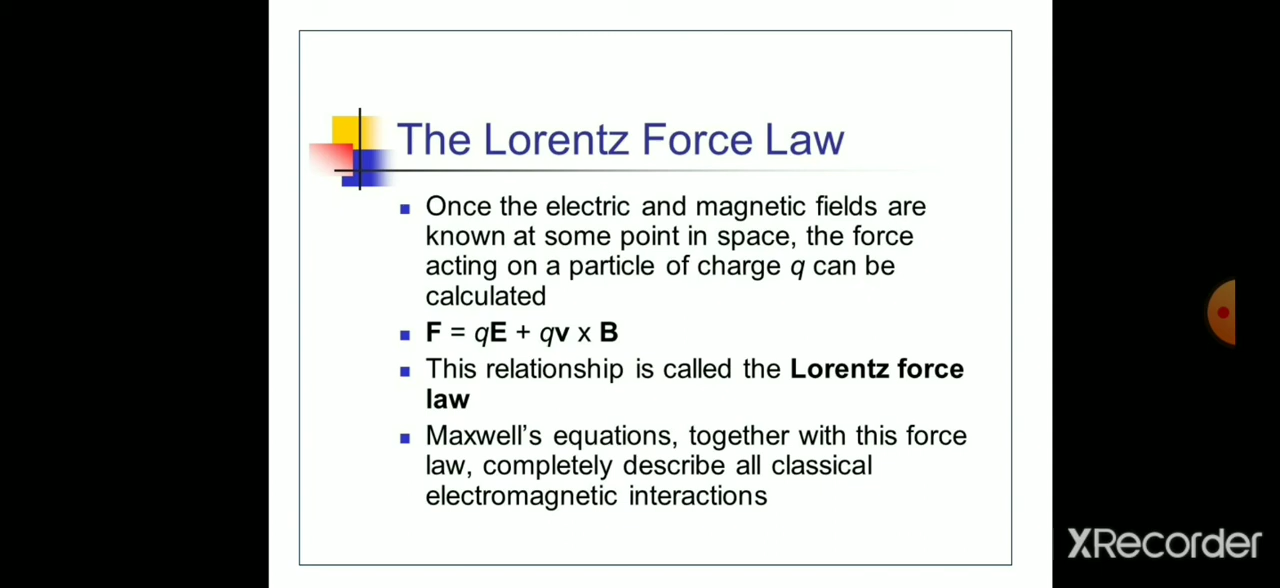 The Lorentz Force Law
Once the electric and magnetic fields are
known at some point in space, the force
acting on a particle of charge q can be
calculated
F = qE + qv x B
This relationship is called the Lorentz force
law
Maxwell's equations, together with this force
law, completely describe all classical
electromagnetic interactions
XRecorder